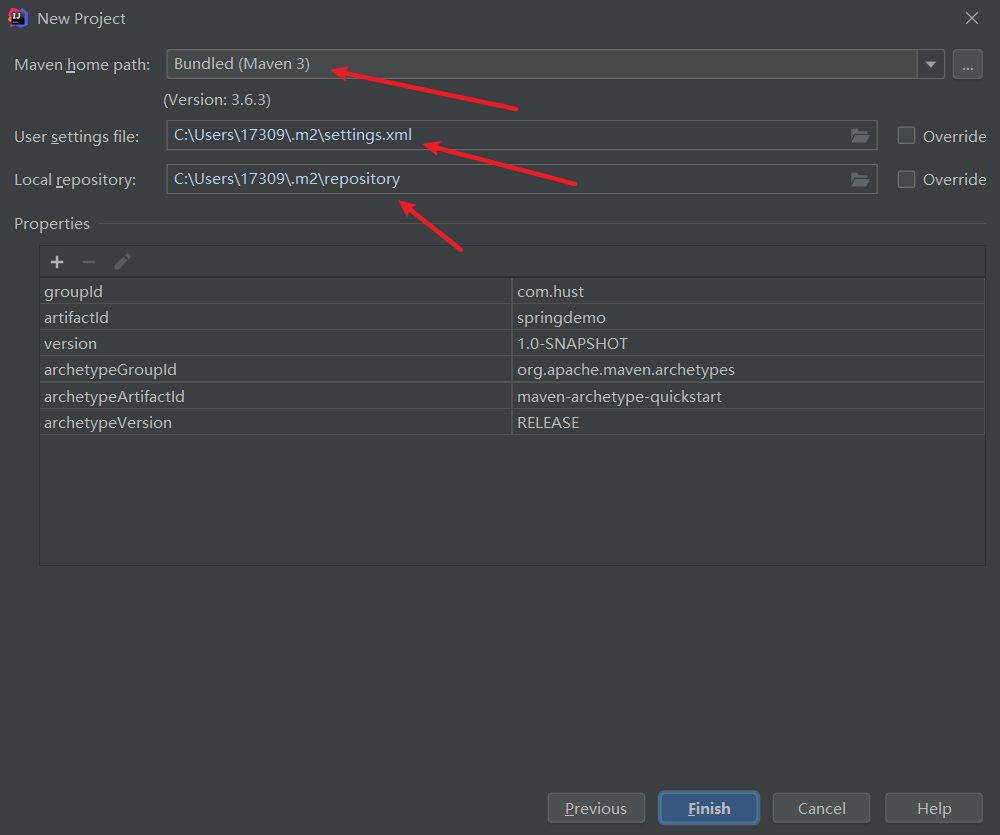 New Project
Maven home path: Bundled (Maven 3) ...
(Version: 3.6.3)
User settings file: C:\Users\17309\.m2\settings.xml Override
Local repository: C:\Users\17309\.m2\repository Override
Properties
groupId com.hust
artifactId springdemo
version 1.0-SNAPSHOT
archetypeGroupId org.apache.maven.archetypes
archetypeArtifactId maven-archetype-quickstart
archetypeVersion RELEASE
Previous Finish Cancel Help